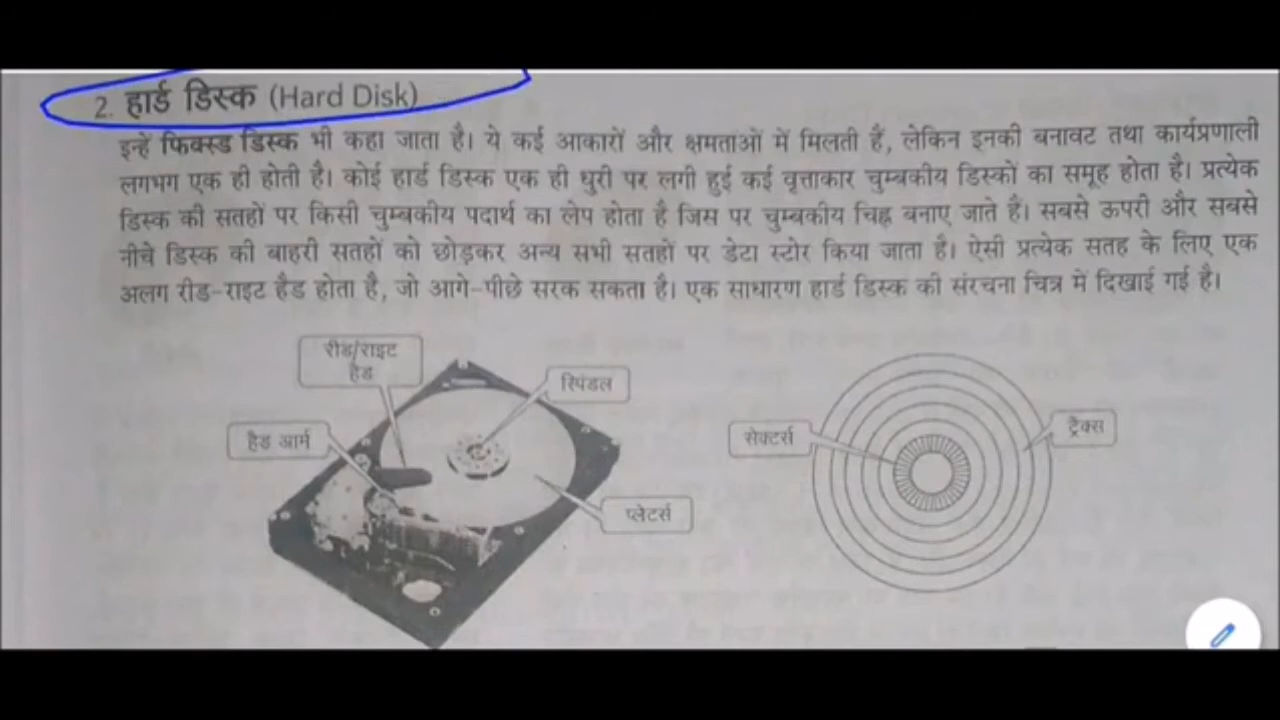 2. हार्ड डिस्क (Hard Disk)
इन्हें फिक्स्ड डिस्क भी कहा जाता है। ये कई आकारों और क्षमताओं में मिलती हैं, लेकिन इनकी बनावट तथा कार्यप्रणाली
लगभग एक ही होती है। कोई हार्ड डिस्क एक ही धुरी पर लगी हुई कई वृत्ताकार चुम्बकीय डिस्कों का समूह होता है। प्रत्येक
डिस्क की सतहों पर किसी चुम्बकीय पदार्थ का लेप होता है जिस पर चुम्बकीय चिह्न बनाए जाते हैं। सबसे ऊपरी और सबसे
नीचे डिस्क की बाहरी सतहों को छोड़कर अन्य सभी सतहों पर डेटा स्टोर किया जाता है। ऐसी प्रत्येक सतह के लिए एक
अलग रीड-राइट हैड होता है, जो आगे-पीछे सरक सकता है। एक साधारण हार्ड डिस्क की संरचना चित्र में दिखाई गई है।
रीड/राइट
हैड
स्पिंडल
हैड आर्म
प्लेटर्स
सेक्टर्स
ट्रैक्स